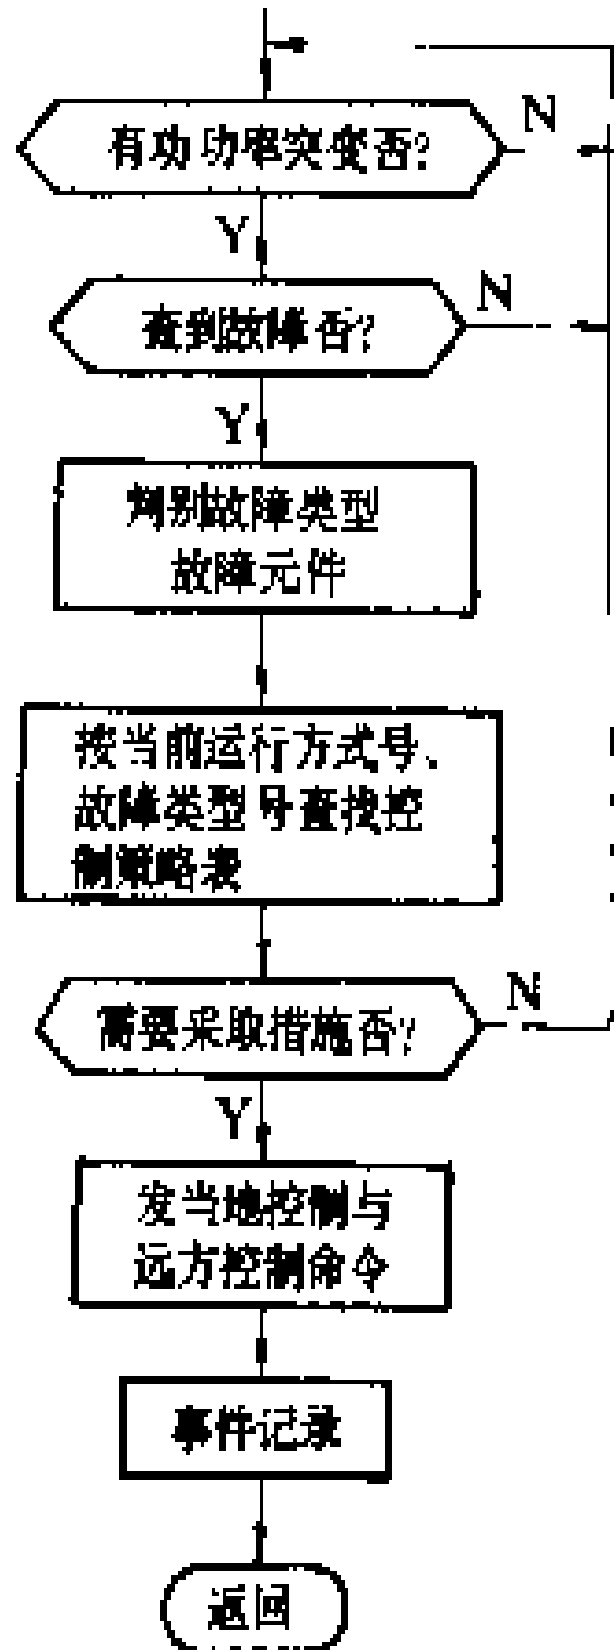 有功功率突变否?
N
Y
查到故障否?
N
Y
判别故障类型
故障元件
按当前运行方式号、
故障类型号查找控
制策略表
需要采取措施否?
N
Y
发当地控制与
远方控制命令
事件记录
返回